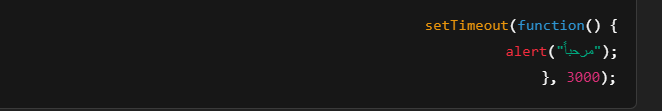 setTimeout(function() {
alert("مرحباً");
}, 3000);